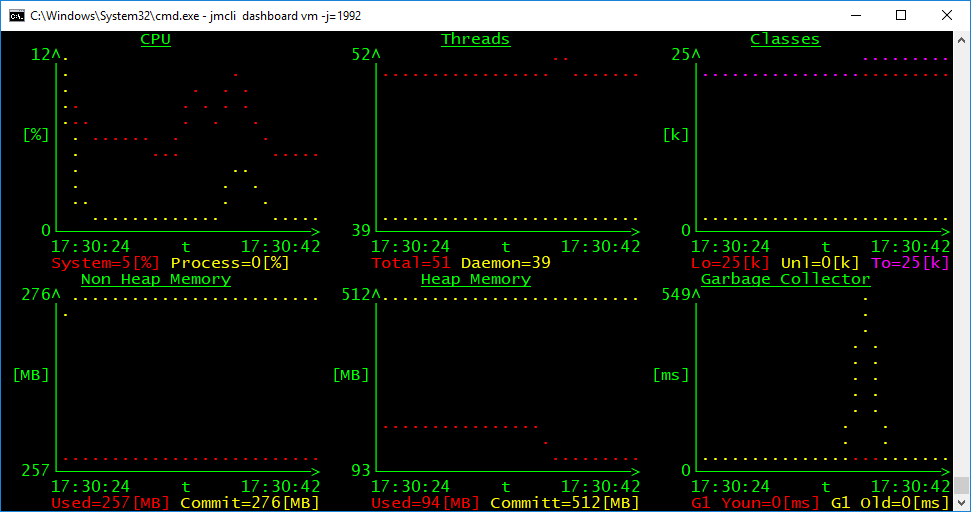 C:\Windows\System32\cmd.exe - jmcli  dashboard vm -j=1992
CPU Threads Classes
12^ 52^ 25^
[%] [k]
0 > 39 > 0 >
17:30:24 t 17:30:42 17:30:24 t 17:30:42 17:30:24 t 17:30:42
System=5[%] Process=0[%] Total=51 Daemon=39 Lo=25[k] Unl=0[k] To=25[k]
Non Heap Memory Heap Memory Garbage Collector
276^ 512^ 549^
[MB] [MB] [ms]
257 > 93 > 0 >
17:30:24 t 17:30:42 17:30:24 t 17:30:42 17:30:24 t 17:30:42
Used=257[MB] Commit=276[MB] Used=94[MB] Committ=512[MB] G1 Youn=0[ms] G1 Old=0[ms]